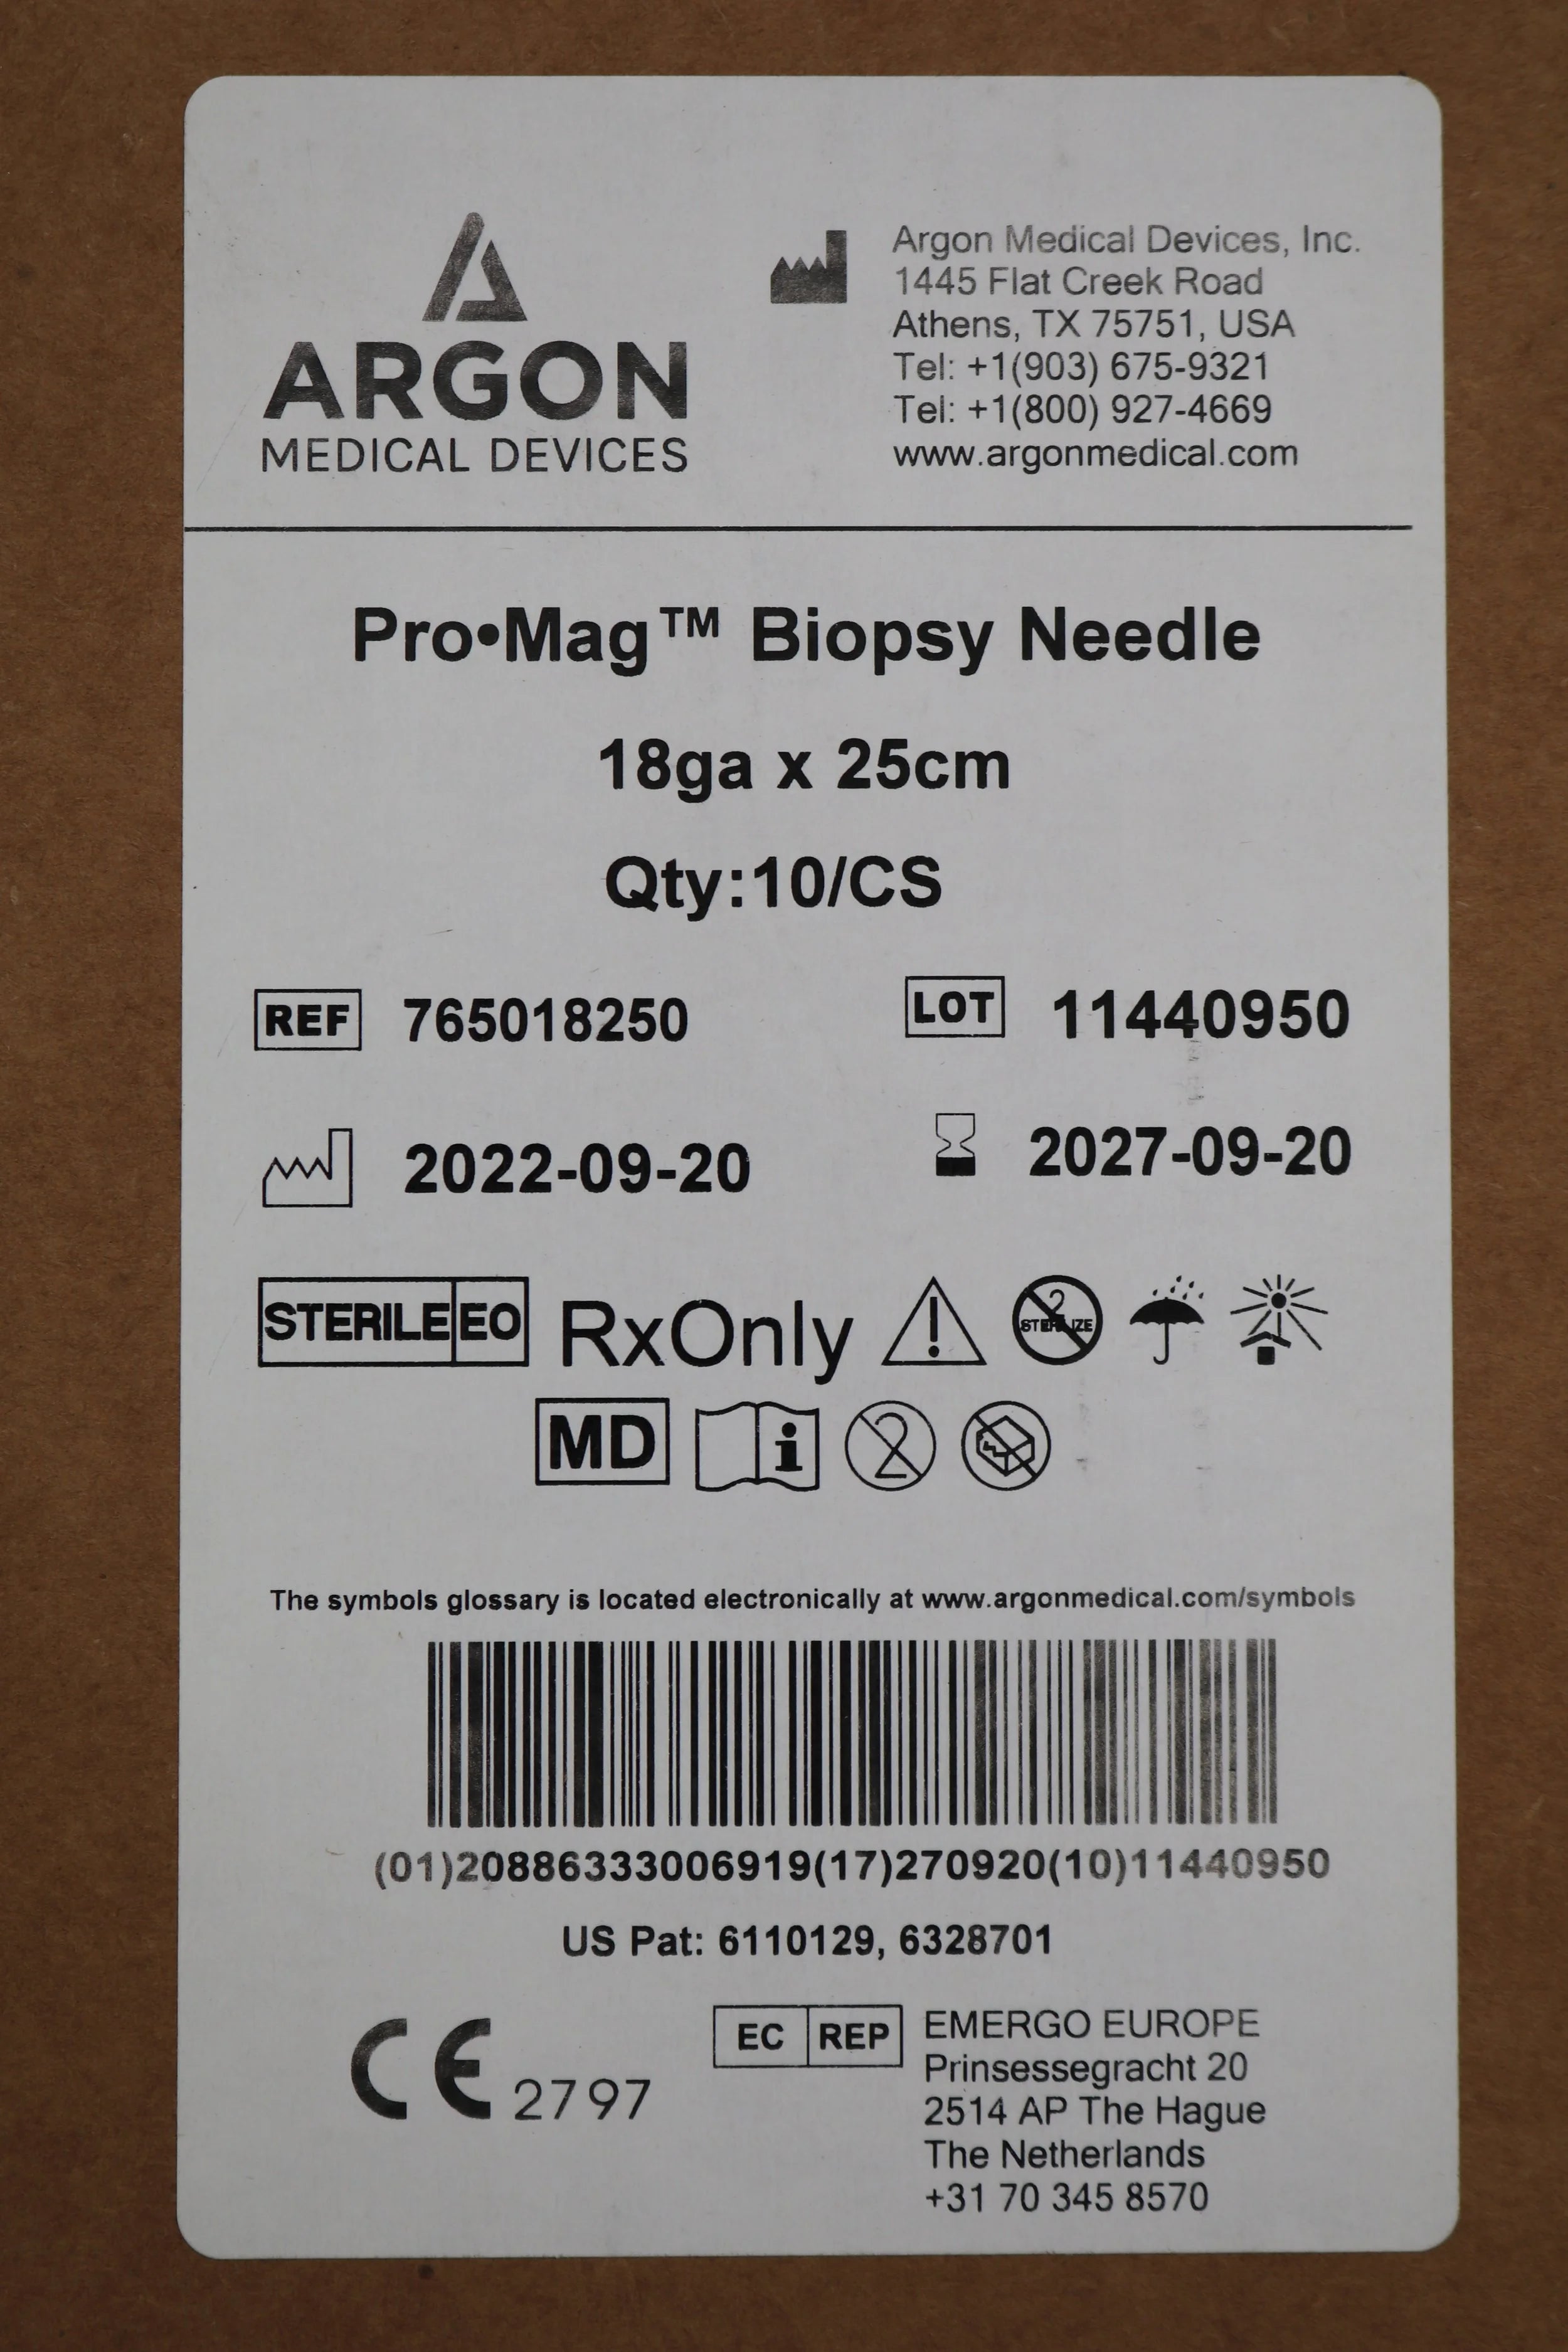 ARGON
MEDICAL DEVICES
Argon Medical Devices, Inc.
1445 Flat Creek Road
Athens, TX 75751, USA
Tel: +1(903) 675-9321
Tel: +1(800) 927-4669
www.argonmedical.com
Pro•Mag™ Biopsy Needle
18ga x 25cm
Qty:10/CS
REF 765018250
LOT 11440950
2022-09-20
2027-09-20
STERILE EO RxOnly 2 STERILIZE
MD i 2
The symbols glossary is located electronically at www.argonmedical.com/symbols
(01)20886333006919(17)270920(10)11440950
US Pat: 6110129, 6328701
CE 2797
EC REP
EMERGO EUROPE
Prinsessegracht 20
2514 AP The Hague
The Netherlands
+31 70 345 8570